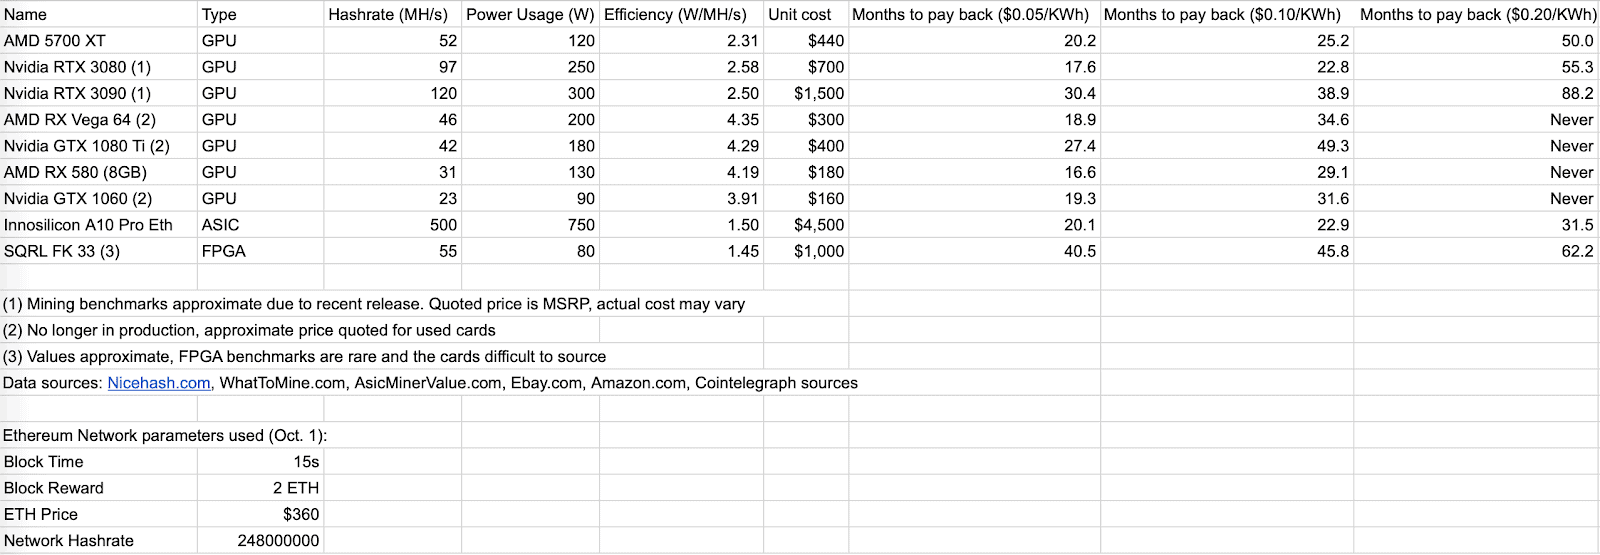 Name Type Hashrate (MH/s) Power Usage (W) Efficiency (W/MH/s) Unit cost Months to pay back ($0.05/KWh) Months to pay back ($0.10/KWh) Months to pay back ($0.20/KWh)
AMD 5700 XT GPU 52 120 2.31 $440 20.2 25.2 50.0
Nvidia RTX 3080 (1) GPU 97 250 2.58 $700 17.6 22.8 55.3
Nvidia RTX 3090 (1) GPU 120 300 2.50 $1,500 30.4 38.9 88.2
AMD RX Vega 64 (2) GPU 46 200 4.35 $300 18.9 34.6 Never
Nvidia GTX 1080 Ti (2) GPU 42 180 4.29 $400 27.4 49.3 Never
AMD RX 580 (8GB) GPU 31 130 4.19 $180 16.6 29.1 Never
Nvidia GTX 1060 (2) GPU 23 90 3.91 $160 19.3 31.6 Never
Innosilicon A10 Pro Eth ASIC 500 750 1.50 $4,500 20.1 22.9 31.5
SQRL FK 33 (3) FPGA 55 80 1.45 $1,000 40.5 45.8 62.2
(1) Mining benchmarks approximate due to recent release. Quoted price is MSRP, actual cost may vary
(2) No longer in production, approximate price quoted for used cards
(3) Values approximate, FPGA benchmarks are rare and the cards difficult to source
Data sources: Nicehash.com, WhatToMine.com, AsicMinerValue.com, Ebay.com, Amazon.com, Cointelegraph sources
Ethereum Network parameters used (Oct. 1):
Block Time 15s
Block Reward 2 ETH
ETH Price $360
Network Hashrate 248000000